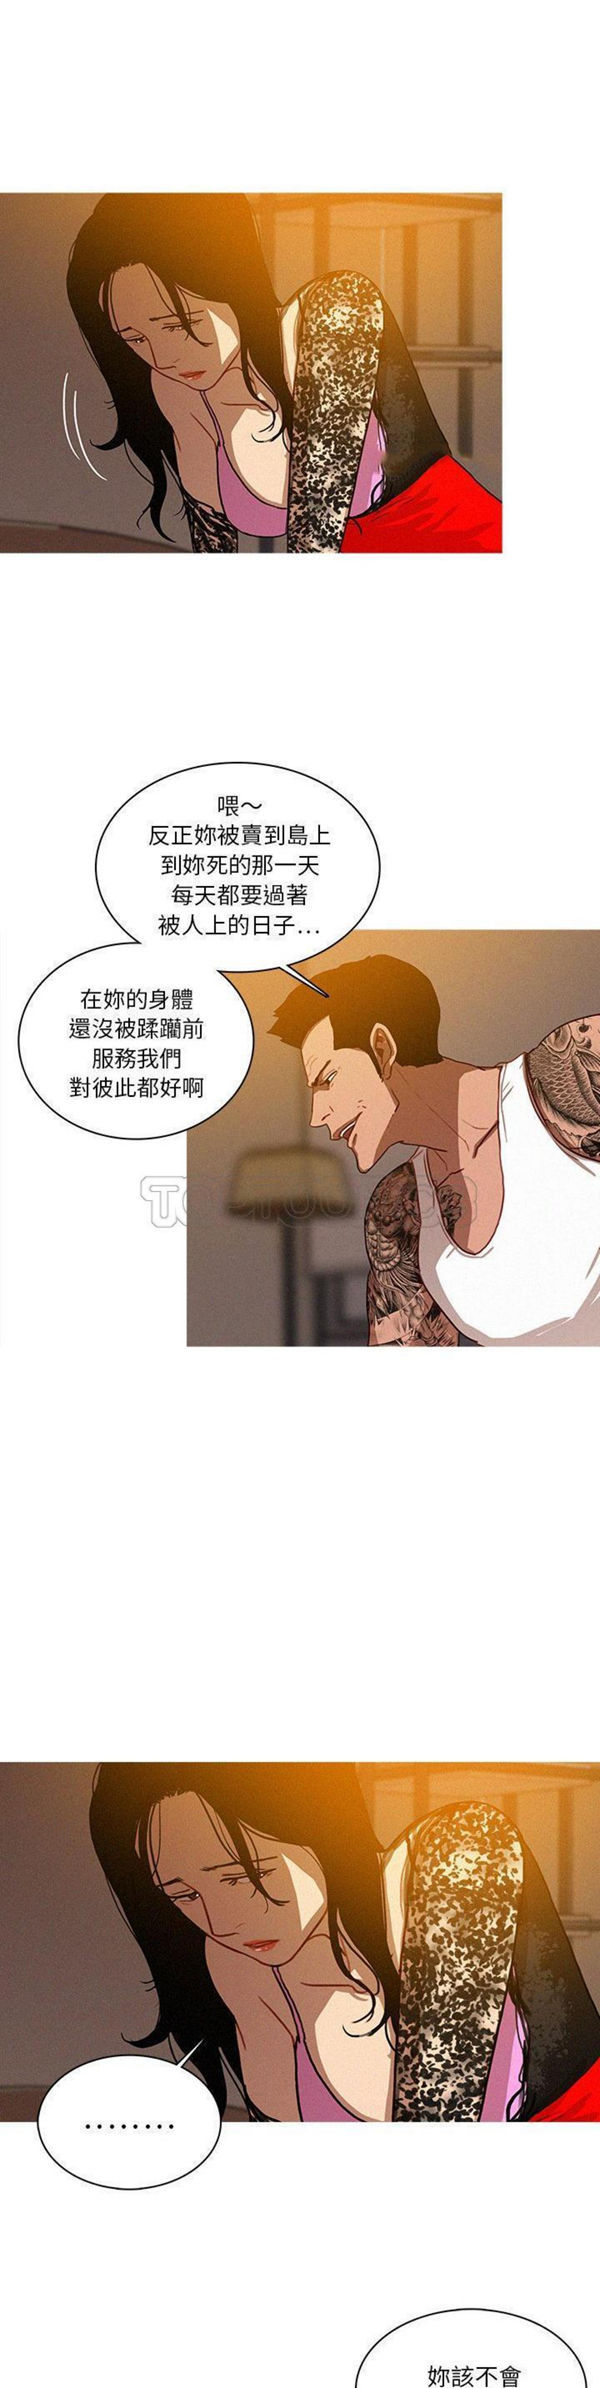 喂～
反正妳被賣到島上
到妳死的那一天
每天都要過著
被人上的日子...
在妳的身體
還沒被蹂躪前
服務我們
對彼此都好啊
........
妳該不會